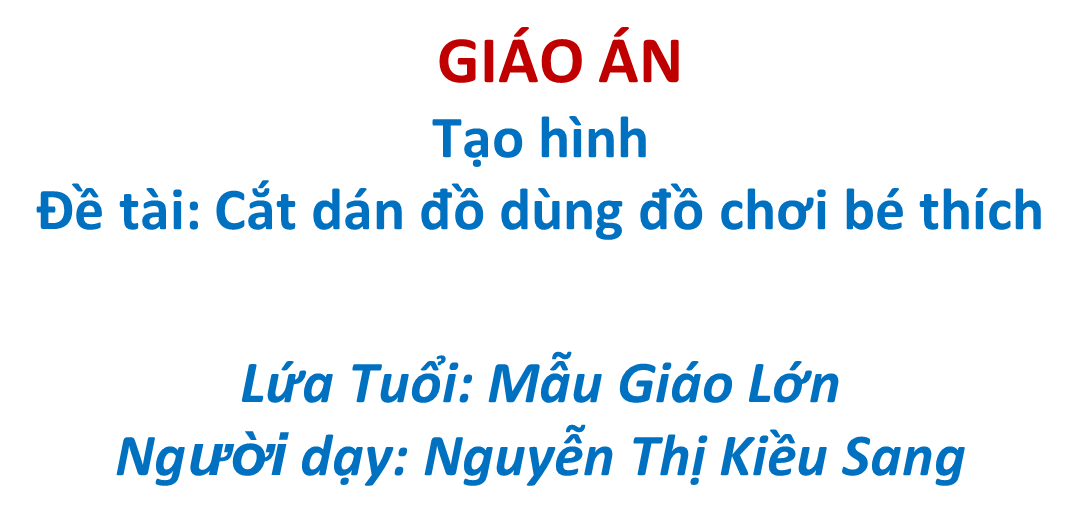 GIÁO ÁN
Tạo hình
Đề tài: Cắt dán đồ dùng đồ chơi bé thích
Lứa Tuổi: Mẫu Giáo Lớn
Người dạy: Nguyễn Thị Kiều Sang